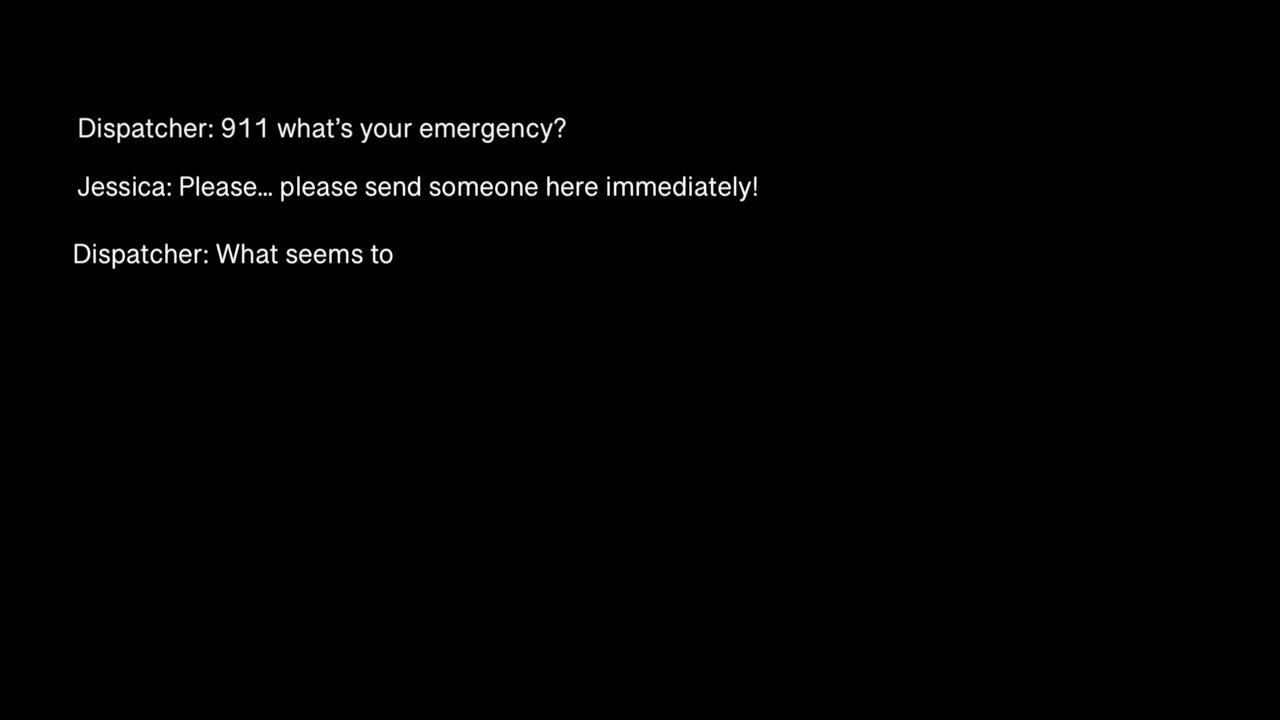 Dispatcher: 911 what’s your emergency?
Jessica: Please... please send someone here immediately!
Dispatcher: What seems to